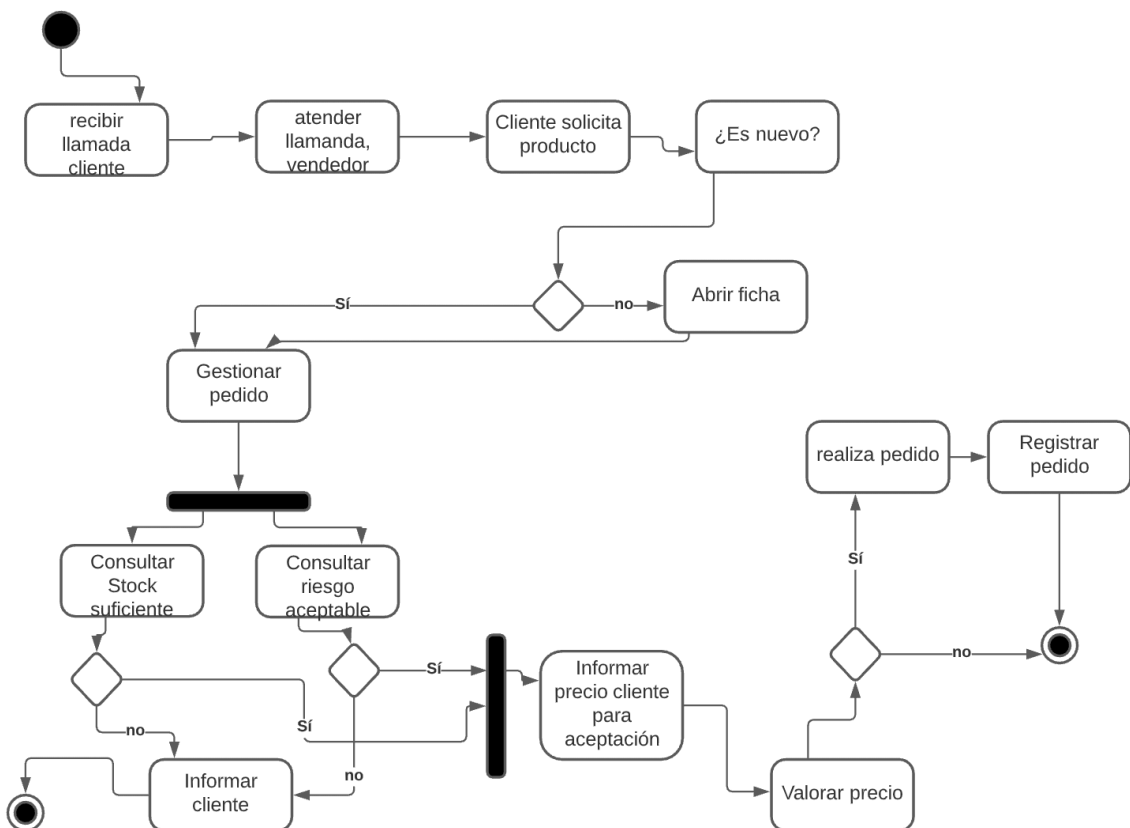 recibir
llamada
cliente
atender
llamanda,
vendedor
Cliente solicita
producto
¿Es nuevo?
Sí
no
Abrir ficha
Gestionar
pedido
realiza pedido
Registrar
pedido
Consultar
Stock
suficiente
Consultar
riesgo
aceptable
Sí
Sí
no
Informar
precio cliente
para
aceptación
Sí
no
no
Informar
cliente
Valorar precio